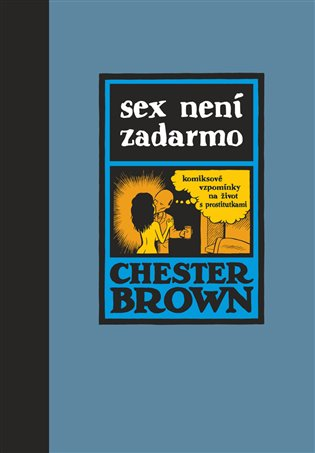 sex není
zadarmo
komiksové
vzpomínky
na život
s prostitutkami
CHESTER
BROWN